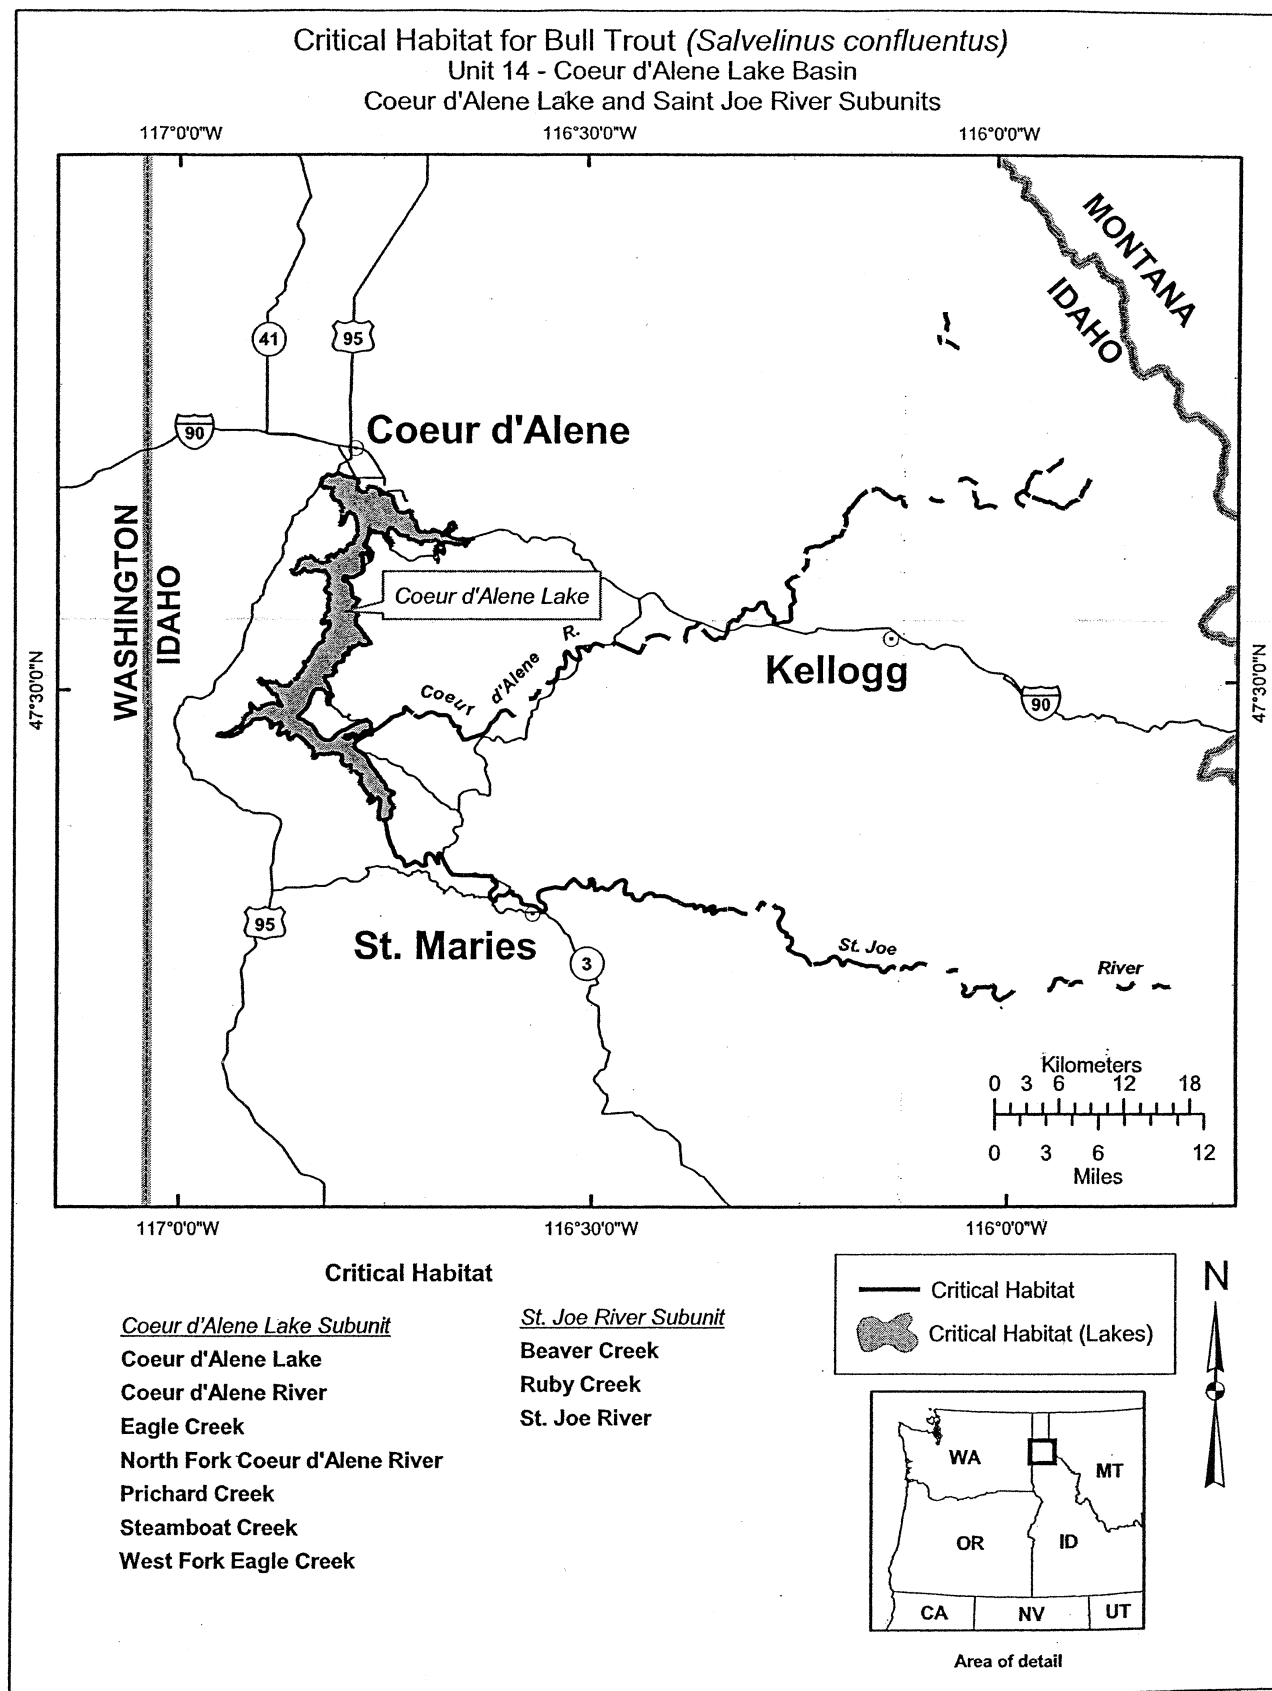 Critical Habitat for Bull Trout (Salvelinus confluentus)
Unit 14 - Coeur d'Alene Lake Basin
Coeur d'Alene Lake and Saint Joe River Subunits
117°0'0"W
116°30'0"W
116°0'0"W
MONTANA
IDAHO
41
95
90
Coeur d'Alene
WASHINGTON
IDAHO
Coeur d'Alene Lake
Coeur d'Alene R.
Kellogg
47°30'0"N
47°30'0"N
90
95
St. Maries
3
St. Joe River
Kilometers
0 3 6 12 18
0 3 6 12
Miles
117°0'0"W
116°30'0"W
116°0'0"W
Critical Habitat
Coeur d'Alene Lake Subunit
Coeur d'Alene Lake
Coeur d'Alene River
Eagle Creek
North Fork Coeur d'Alene River
Prichard Creek
Steamboat Creek
West Fork Eagle Creek
St. Joe River Subunit
Beaver Creek
Ruby Creek
St. Joe River
Critical Habitat
Critical Habitat (Lakes)
N
WA
MT
OR
ID
CA
NV
UT
Area of detail